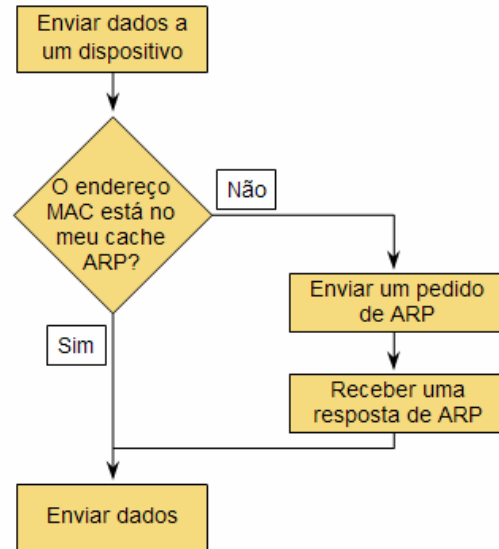 Enviar dados a
um dispositivo
O endereço
MAC está no
meu cache
ARP?
Não
Enviar um pedido
de ARP
Sim
Receber uma
resposta de ARP
Enviar dados